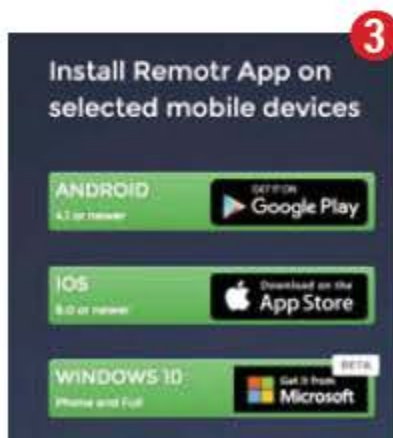 3
Install Remotr App on
selected mobile devices
ANDROID
4.1 or newer
GET IT ON
Google Play
IOS
8.0 or newer
Download on the
App Store
BETA
WINDOWS 10
Phone and Full
Get it from
Microsoft